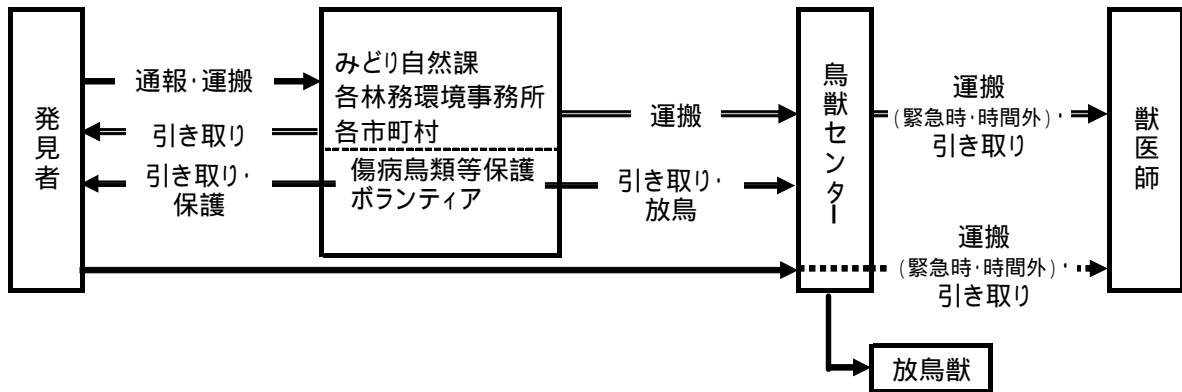 発見者
通報・運搬
引き取り
引き取り・
保護
みどり自然課
各林務環境事務所
各市町村
傷病鳥類等保護
ボランティア
運搬
引き取り・
放鳥
鳥獣センター
運搬
(緊急時・時間外)・
引き取り
運搬
(緊急時・時間外)・
引き取り
獣医師
放鳥獣